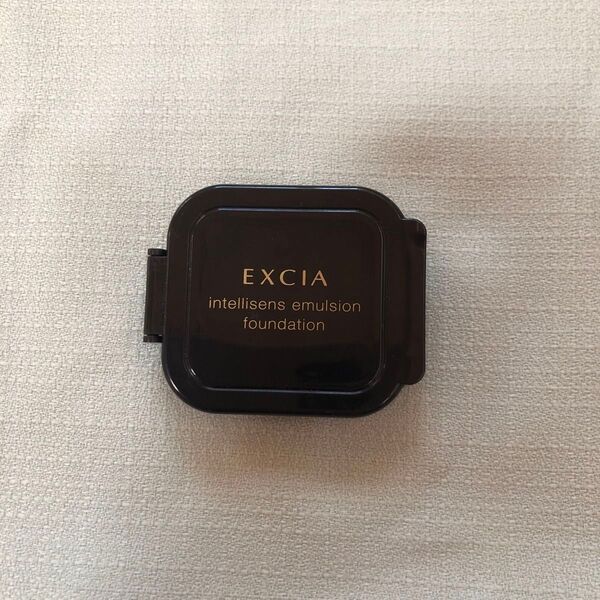 EXCIA
intellisens emulsion
foundation